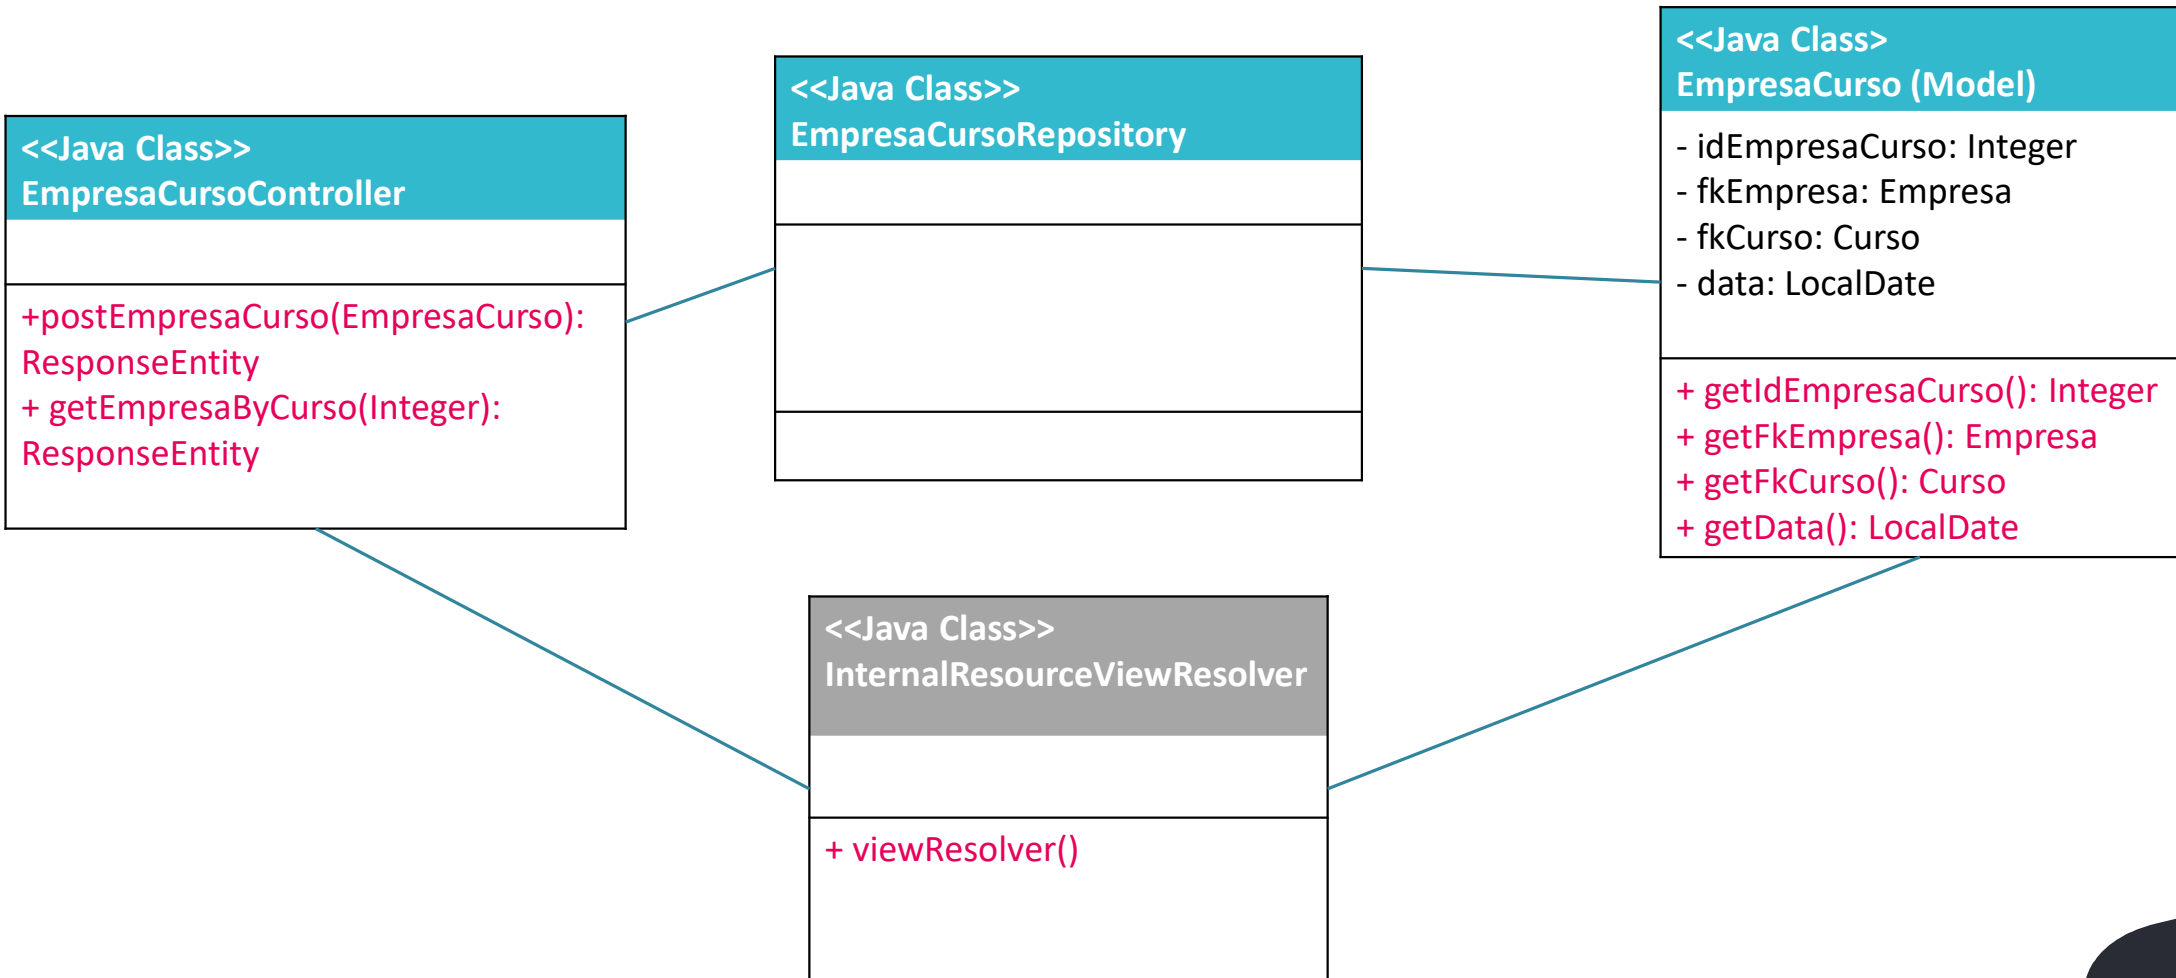 <<Java Class>>
EmpresaCursoController
+postEmpresaCurso(EmpresaCurso):
ResponseEntity
+ getEmpresaByCurso(Integer):
ResponseEntity
<<Java Class>>
EmpresaCursoRepository
<<Java Class>
EmpresaCurso (Model)
- idEmpresaCurso: Integer
- fkEmpresa: Empresa
- fkCurso: Curso
- data: LocalDate
+ getIdEmpresaCurso(): Integer
+ getFkEmpresa(): Empresa
+ getFkCurso(): Curso
+ getData(): LocalDate
<<Java Class>>
InternalResourceViewResolver
+ viewResolver()